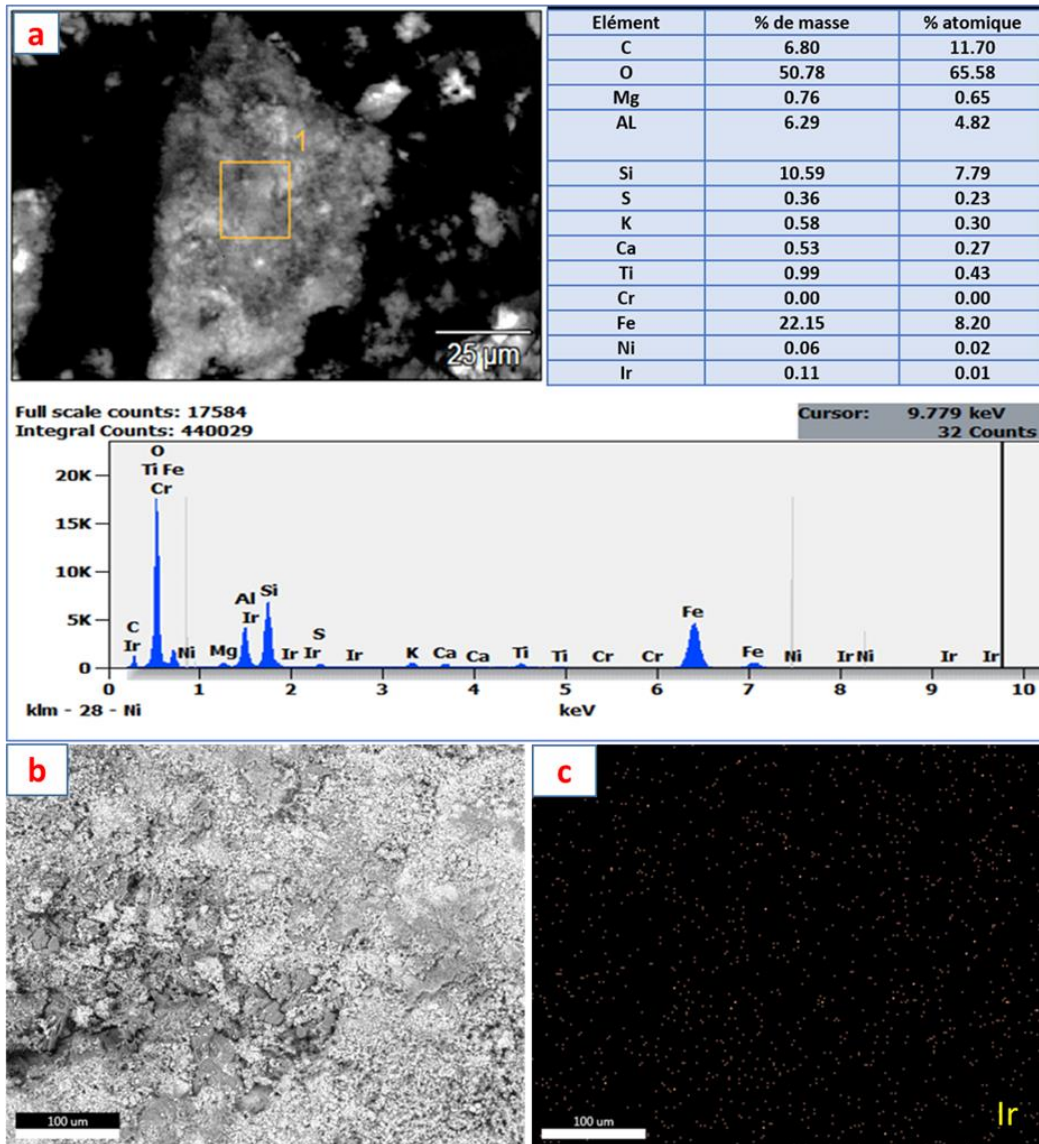 a
1
25 µm
Elément % de masse % atomique
C 6.80 11.70
O 50.78 65.58
Mg 0.76 0.65
AL 6.29 4.82
Si 10.59 7.79
S 0.36 0.23
K 0.58 0.30
Ca 0.53 0.27
Ti 0.99 0.43
Cr 0.00 0.00
Fe 22.15 8.20
Ni 0.06 0.02
Ir 0.11 0.01
Full scale counts: 17584 Cursor: 9.779 keV
Integral Counts: 440029 32 Counts
O
20K Ti Fe
Cr
15K
10K
Al Si
5K C Ir S Fe
Ir Ni Mg Ir Ir Ir K Ca Ca Ti Ti Cr Cr Fe Ni Ir Ni Ir Ir
0
0 1 2 3 4 5 6 7 8 9 10
klm - 28 - Ni keV
b
100 um
c
100 um
Ir